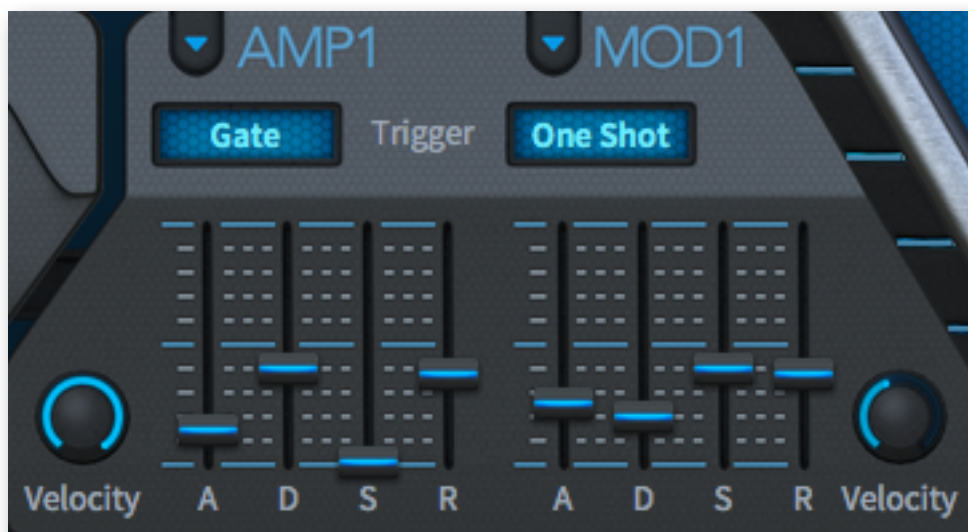 AMP1 MOD1
Gate Trigger One Shot
Velocity A D S R A D S R Velocity